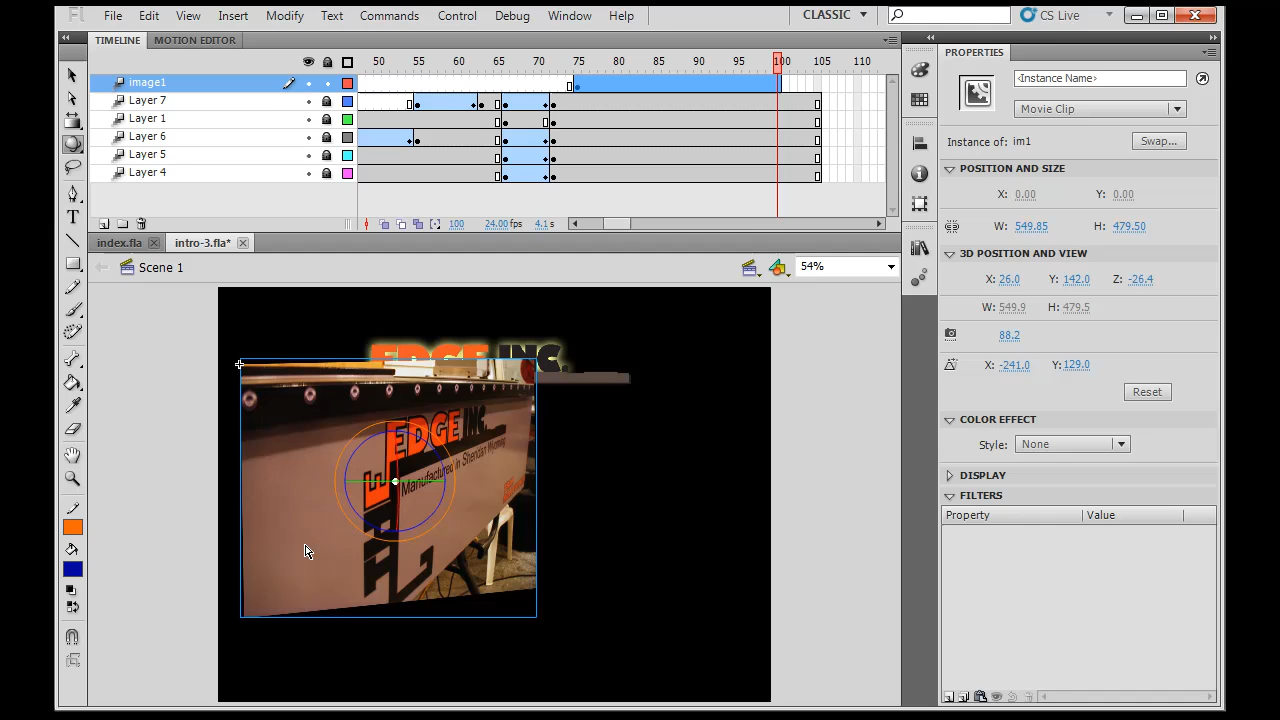 Fl File Edit View Insert Modify Text Commands Control Debug Window Help CLASSIC CS Live
TIMELINE MOTION EDITOR
50 55 60 65 70 75 80 85 90 95 100 105 110
image1
Layer 7
Layer 1
Layer 6
Layer 5
Layer 4
100 24.00 fps 4.1 s
index.fla intro-3.fla*
Scene 1 54%
EDGE INC
EDGE INC.
Manufactured in Sheridan Wyoming
T
PROPERTIES
<Instance Name>
Movie Clip
Instance of: im1 Swap...
POSITION AND SIZE
X: 0.00 Y: 0.00
W: 549.85 H: 479.50
3D POSITION AND VIEW
X: 26.0 Y: 142.0 Z: -26.4
W: 549.9 H: 479.5
88.2
X: -241.0 Y: 129.0
Reset
COLOR EFFECT
Style: None
DISPLAY
FILTERS
Property Value